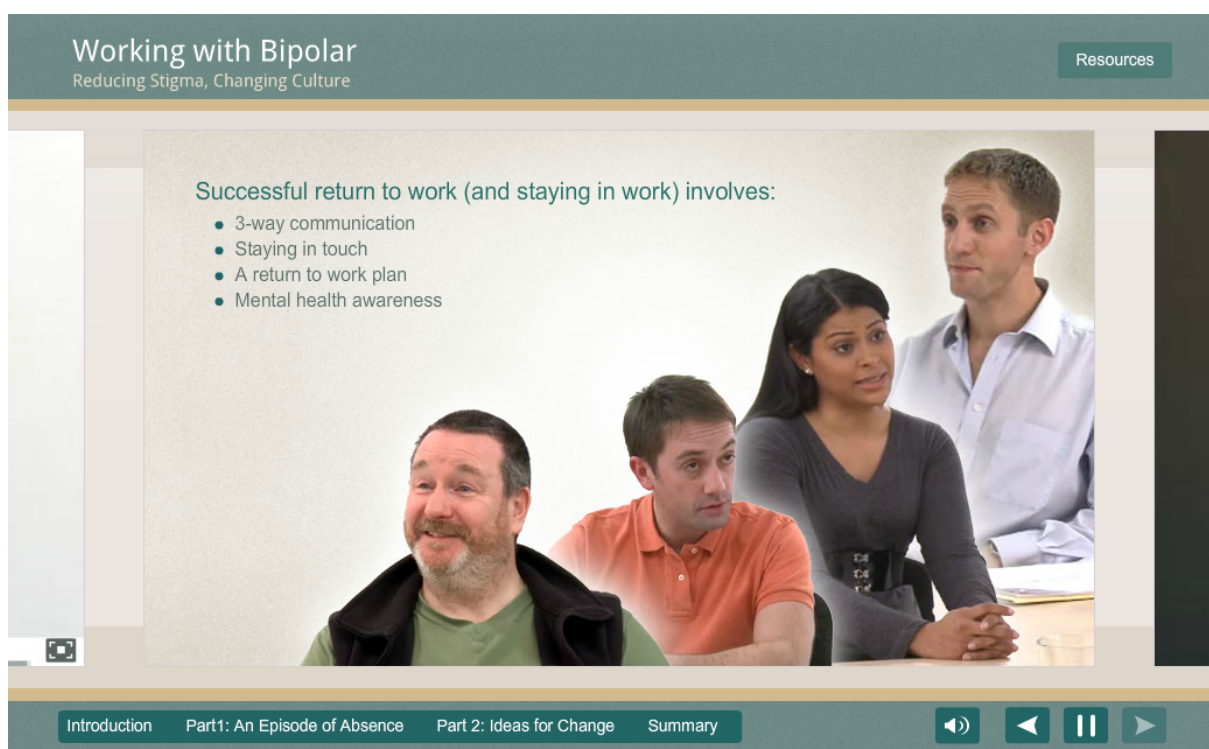 Working with Bipolar
Reducing Stigma, Changing Culture
Resources
Successful return to work (and staying in work) involves:
3-way communication
Staying in touch
A return to work plan
Mental health awareness
Introduction
Part1: An Episode of Absence
Part 2: Ideas for Change
Summary